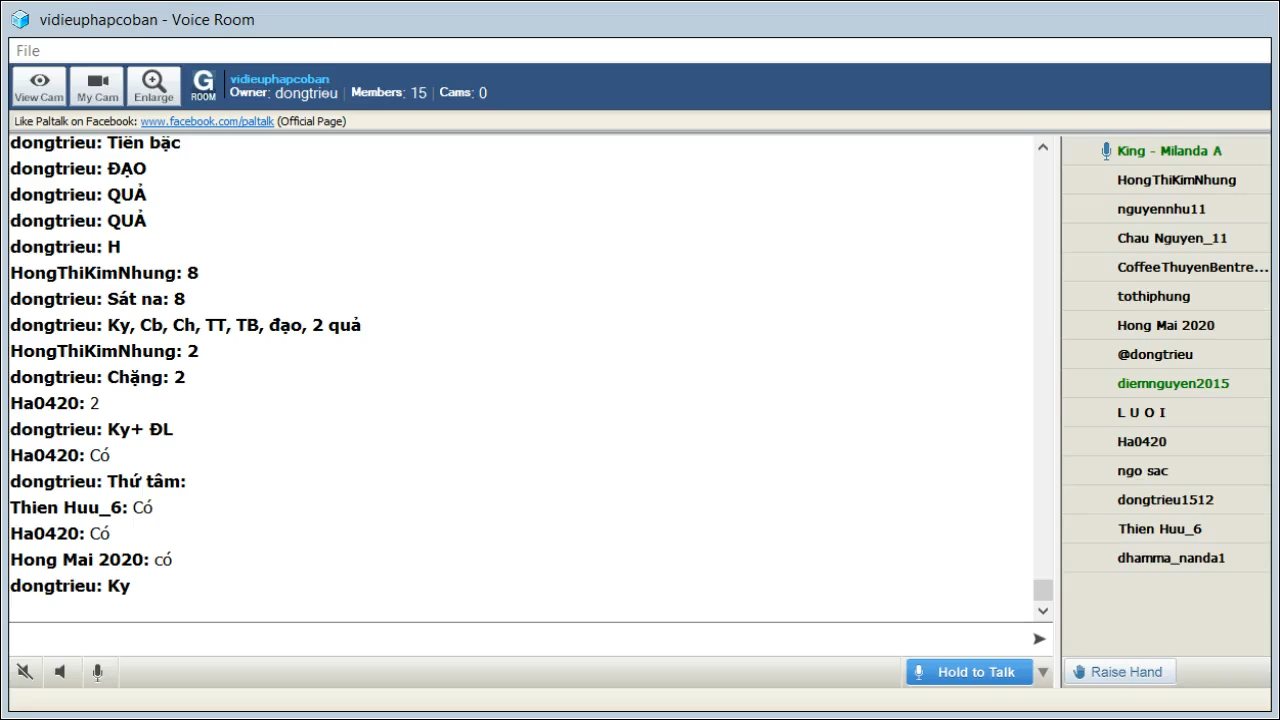 vidieuphapcoban - Voice Room
File
View Cam
My Cam
Enlarge
G
ROOM
vidieuphapcoban
Owner: dongtrieu | Members: 15 | Cams: 0
Like Paltalk on Facebook: www.facebook.com/paltalk (Official Page)
dongtrieu: Tiến bậc
dongtrieu: ĐẠO
dongtrieu: QUẢ
dongtrieu: QUẢ
dongtrieu: H
HongThiKimNhung: 8
dongtrieu: Sát na: 8
dongtrieu: Ky, Cb, Ch, TT, TB, đạo, 2 quả
HongThiKimNhung: 2
dongtrieu: Chặng: 2
Ha0420: 2
dongtrieu: Ky+ ĐL
Ha0420: Có
dongtrieu: Thứ tâm:
Thien Huu_6: Có
Ha0420: Có
Hong Mai 2020: có
dongtrieu: Ky
King - Milanda A
HongThiKimNhung
nguyennhu11
Chau Nguyen_11
CoffeeThuyenBentre...
tothiphung
Hong Mai 2020
@dongtrieu
diemnguyen2015
L U O I
Ha0420
ngo sac
dongtrieu1512
Thien Huu_6
dhamma_nanda1
Hold to Talk
Raise Hand